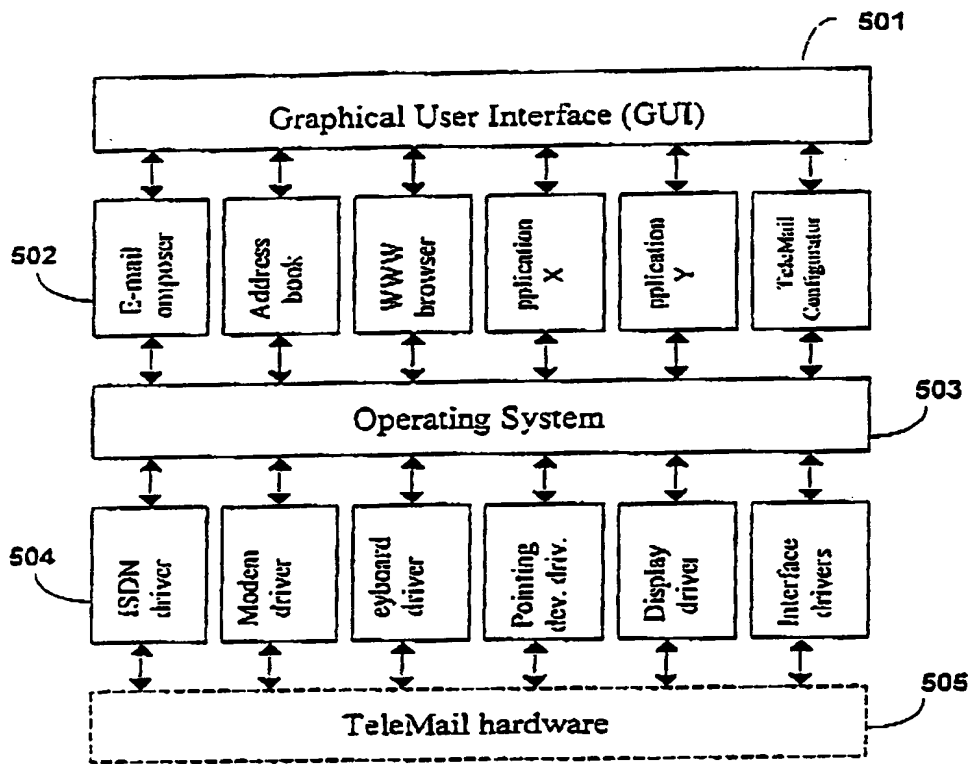 501
Graphical User Interface (GUI)
502
E-mail
omposer
Address
book
WWW
browser
pplication
X
pplication
Y
TeleMail
Configurator
Operating System
503
504
ISDN
driver
Modem
driver
eyboard
driver
Pointing
dev. driv.
Display
driver
Interface
drivers
TeleMail hardware
505